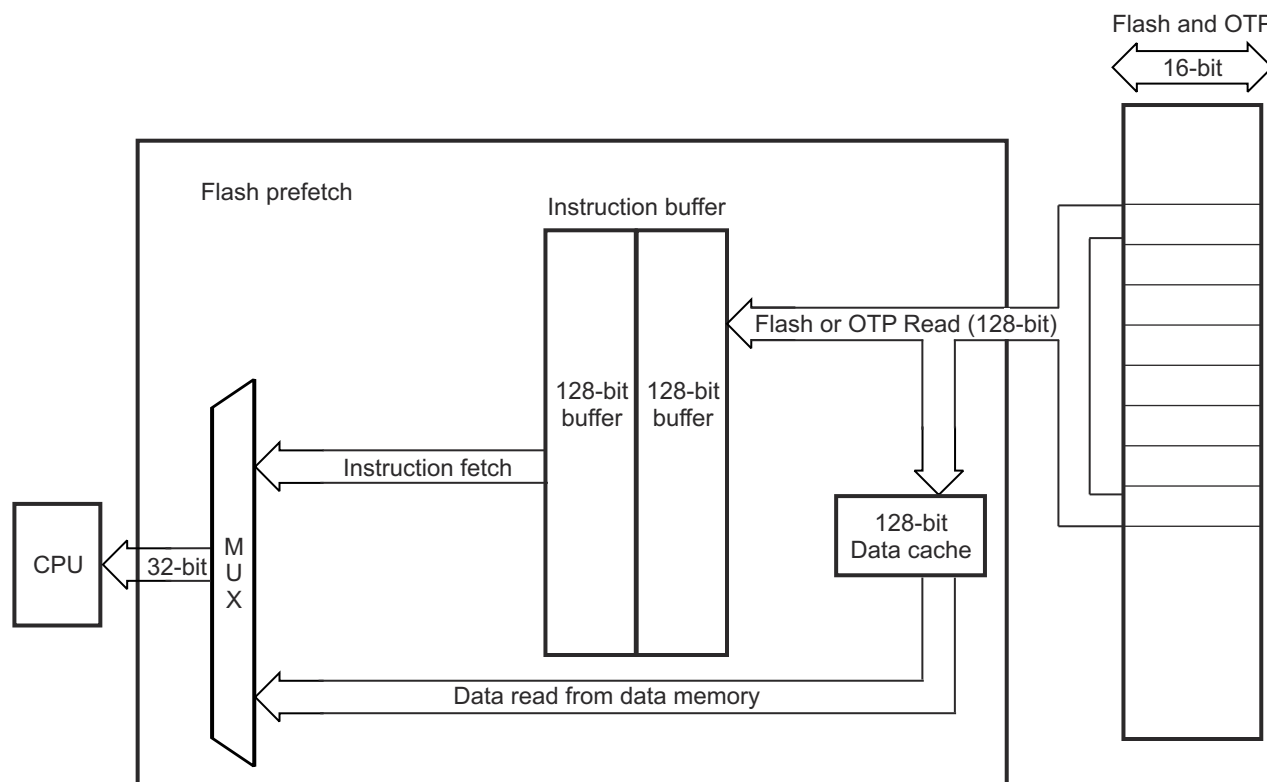 Flash and OTP
16-bit
Flash prefetch
Instruction buffer
Flash or OTP Read (128-bit)
128-bit
buffer
128-bit
buffer
Instruction fetch
128-bit
Data cache
CPU
32-bit
M
U
X
Data read from data memory